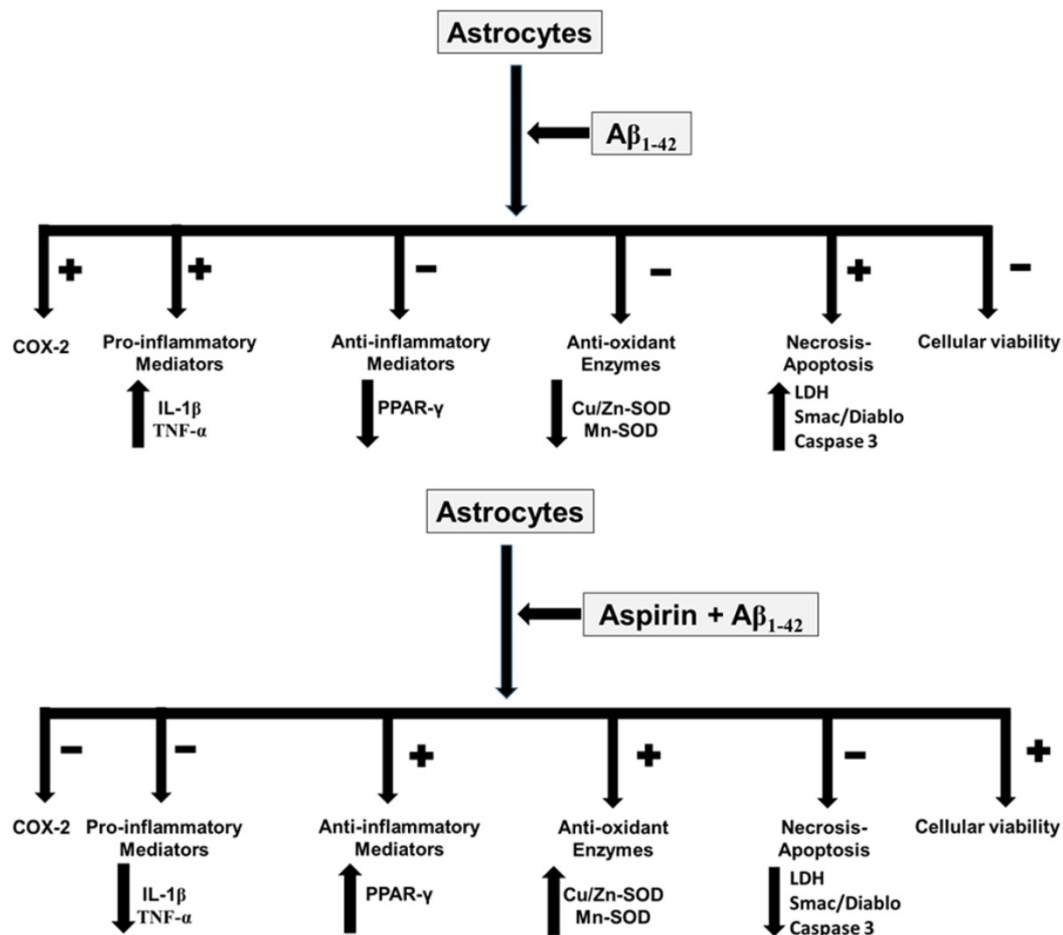 Astrocytes
Aβ1-42
+ + − − + −
COX-2 Pro-inflammatory Anti-inflammatory Anti-oxidant Necrosis- Cellular viability
Mediators Mediators Enzymes Apoptosis
IL-1β PPAR-γ Cu/Zn-SOD LDH
TNF-α Mn-SOD Smac/Diablo
Caspase 3
Astrocytes
Aspirin + Aβ1-42
− − + + − +
COX-2 Pro-inflammatory Anti-inflammatory Anti-oxidant Necrosis- Cellular viability
Mediators Mediators Enzymes Apoptosis
IL-1β PPAR-γ Cu/Zn-SOD LDH
TNF-α Mn-SOD Smac/Diablo
Caspase 3